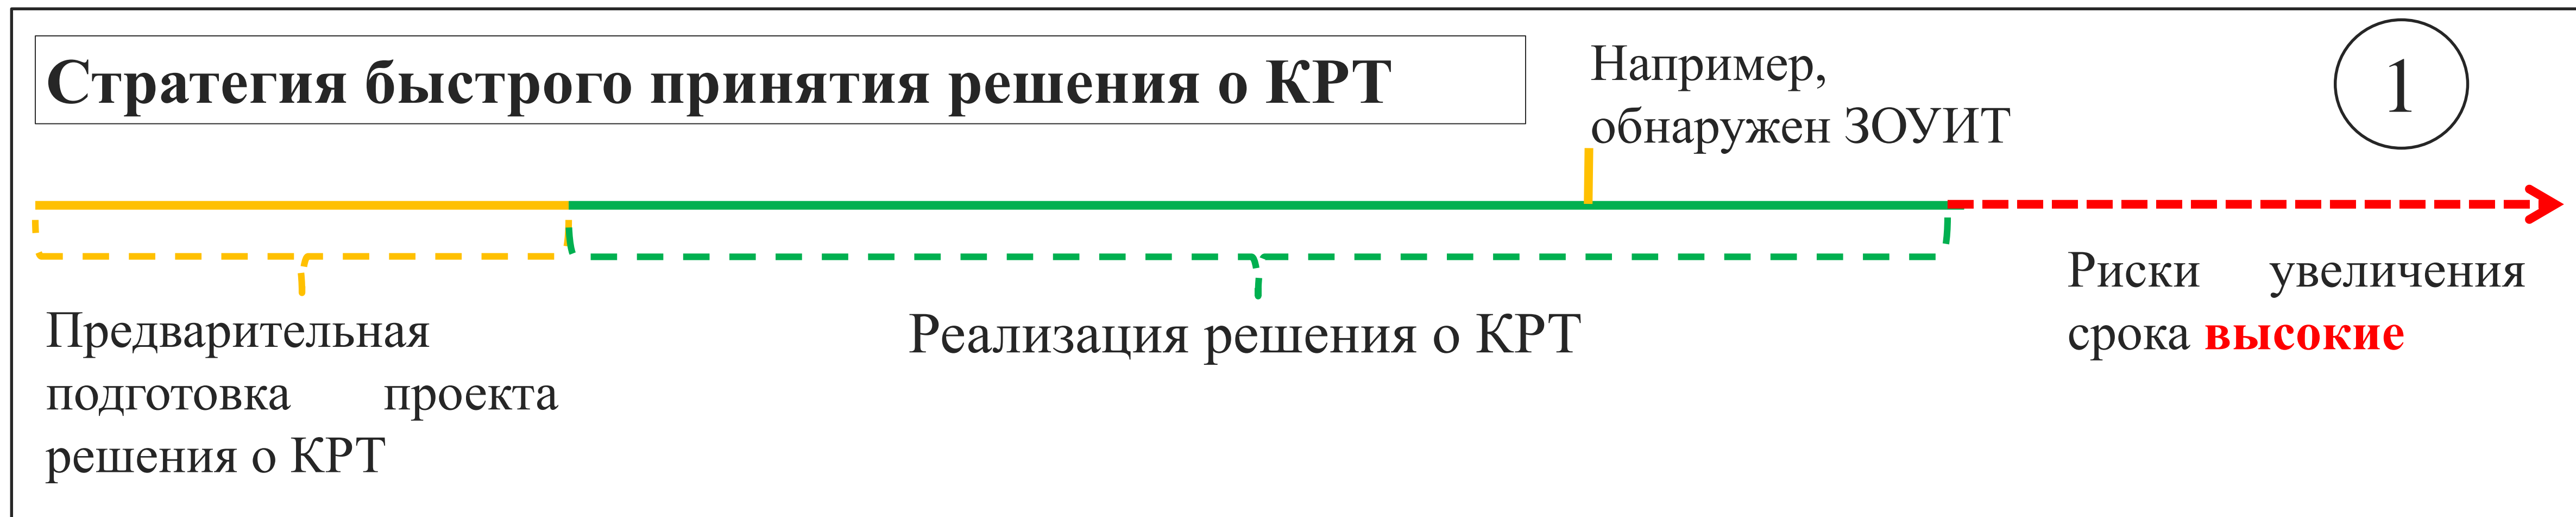 Стратегия быстрого принятия решения о КРТ
Например,
обнаружен ЗОУИТ
1
Предварительная
подготовка проекта
решения о КРТ
Реализация решения о КРТ
Риски увеличения
срока высокие